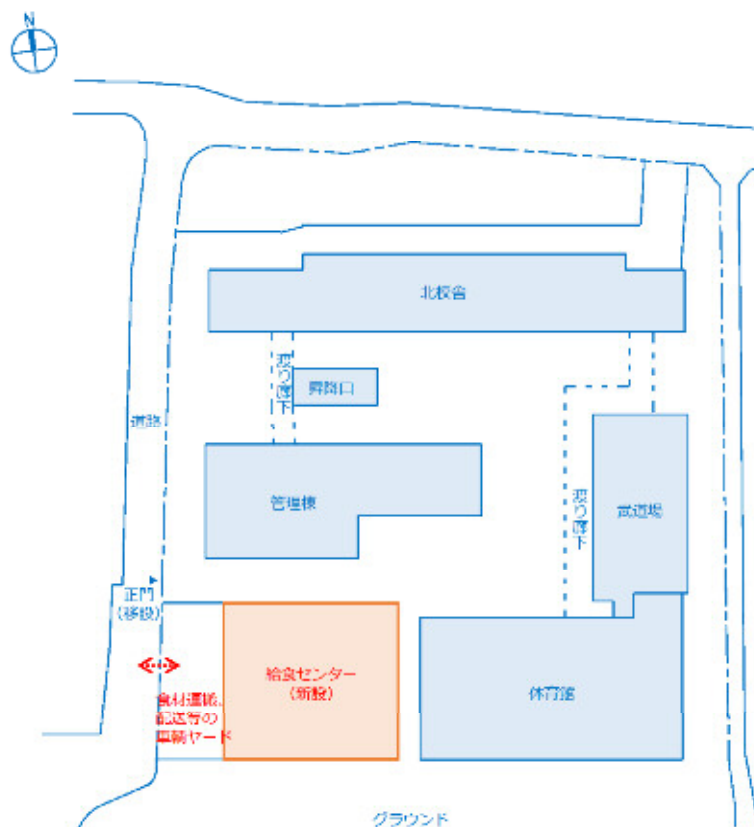 N
北校舎
渡り廊下
昇降口
道路
管理棟
渡り廊下
武道場
正門
(移設)
給食センター
(新設)
体育館
食材運搬、
配送等の
車輌ヤード
グラウンド